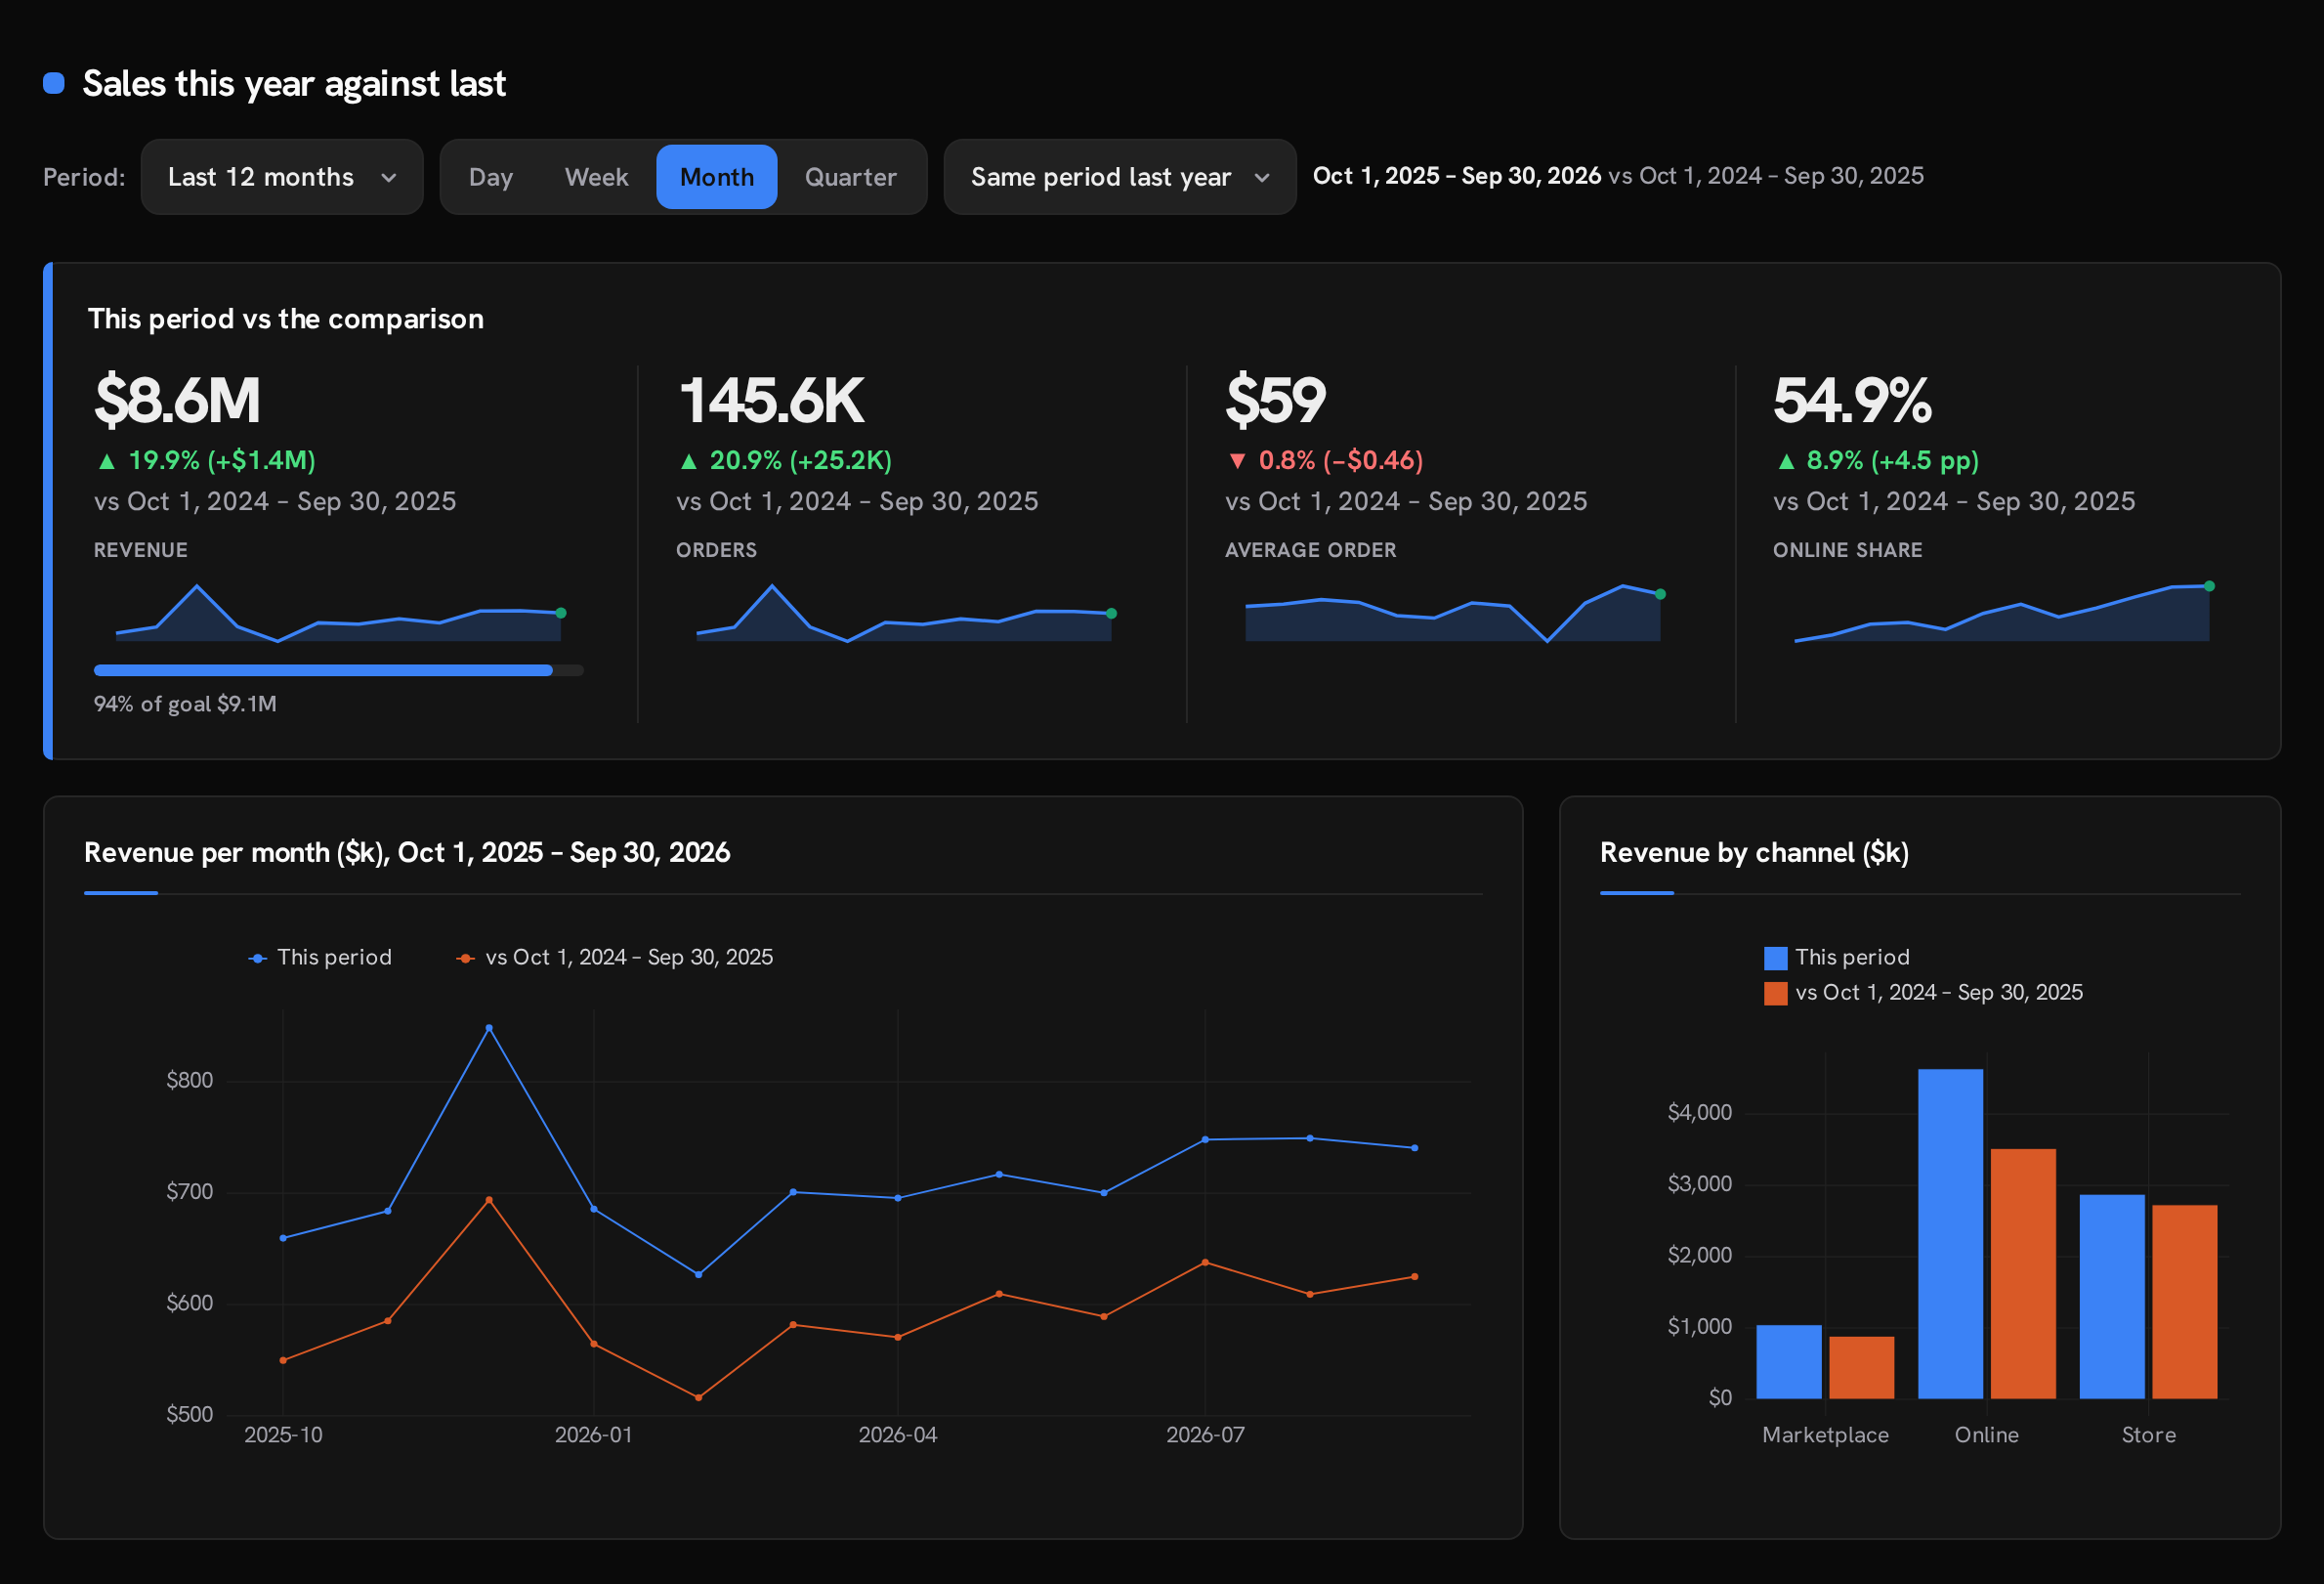 Sales this year against last
Period: Last 12 months Day Week Month Quarter Same period last year Oct 1, 2025 – Sep 30, 2026 vs Oct 1, 2024 – Sep 30, 2025
This period vs the comparison
$8.6M
▲ 19.9% (+$1.4M)
vs Oct 1, 2024 – Sep 30, 2025
REVENUE
94% of goal $9.1M
145.6K
▲ 20.9% (+25.2K)
vs Oct 1, 2024 – Sep 30, 2025
ORDERS
$59
▼ 0.8% (−$0.46)
vs Oct 1, 2024 – Sep 30, 2025
AVERAGE ORDER
54.9%
▲ 8.9% (+4.5 pp)
vs Oct 1, 2024 – Sep 30, 2025
ONLINE SHARE
Revenue per month ($k), Oct 1, 2025 – Sep 30, 2026
This period vs Oct 1, 2024 – Sep 30, 2025
$800
$700
$600
$500
2025-10 2026-01 2026-04 2026-07
Revenue by channel ($k)
This period
vs Oct 1, 2024 – Sep 30, 2025
$4,000
$3,000
$2,000
$1,000
$0
Marketplace Online Store